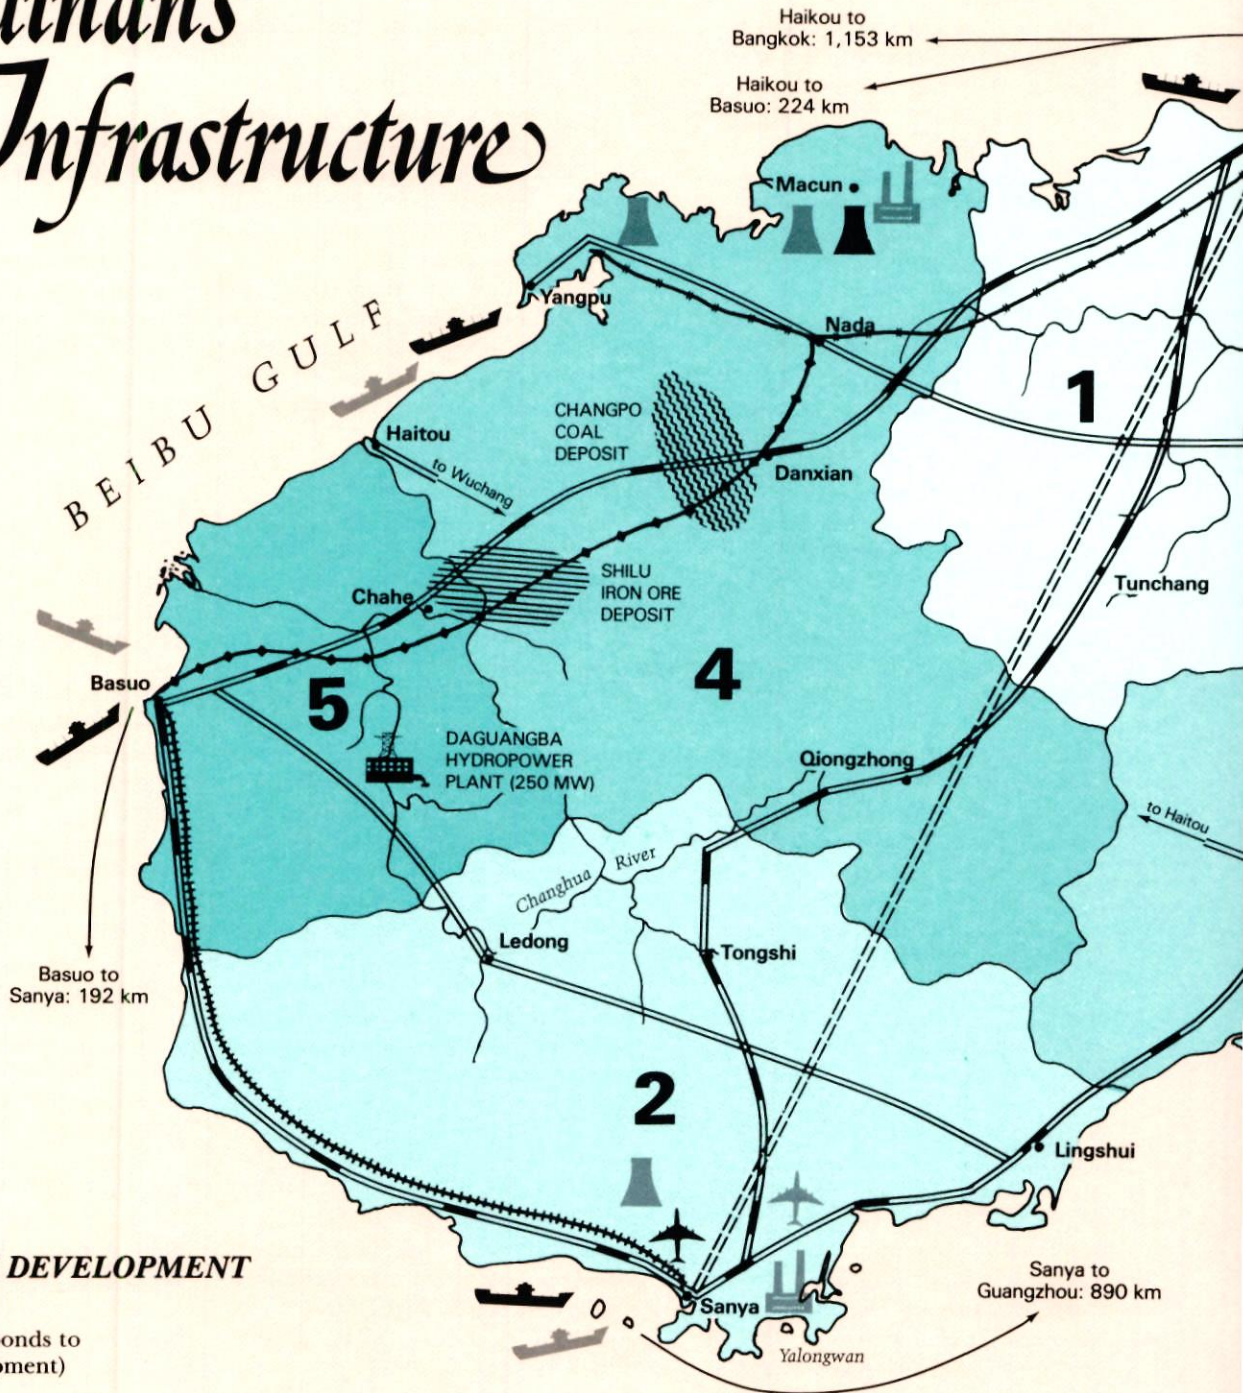 Infrastructure
Haikou to
Bangkok: 1,153 km
Haikou to
Basuo: 224 km
Macun
Yangpu
Nada
BEIBU GULF
1
CHANGPO
COAL
DEPOSIT
Haitou
to Wuchang
Danxian
SHILU
IRON ORE
DEPOSIT
Chahe
Tunchang
Basuo
5
4
DAGUANGBA
HYDROPOWER
PLANT (250 MW)
Qiongzhong
to Haitou
Changhua River
Ledong
Tongshi
Basuo to
Sanya: 192 km
2
Lingshui
DEVELOPMENT
Sanya to
Guangzhou: 890 km
Sanya
Yalongwan
onds to
ment)